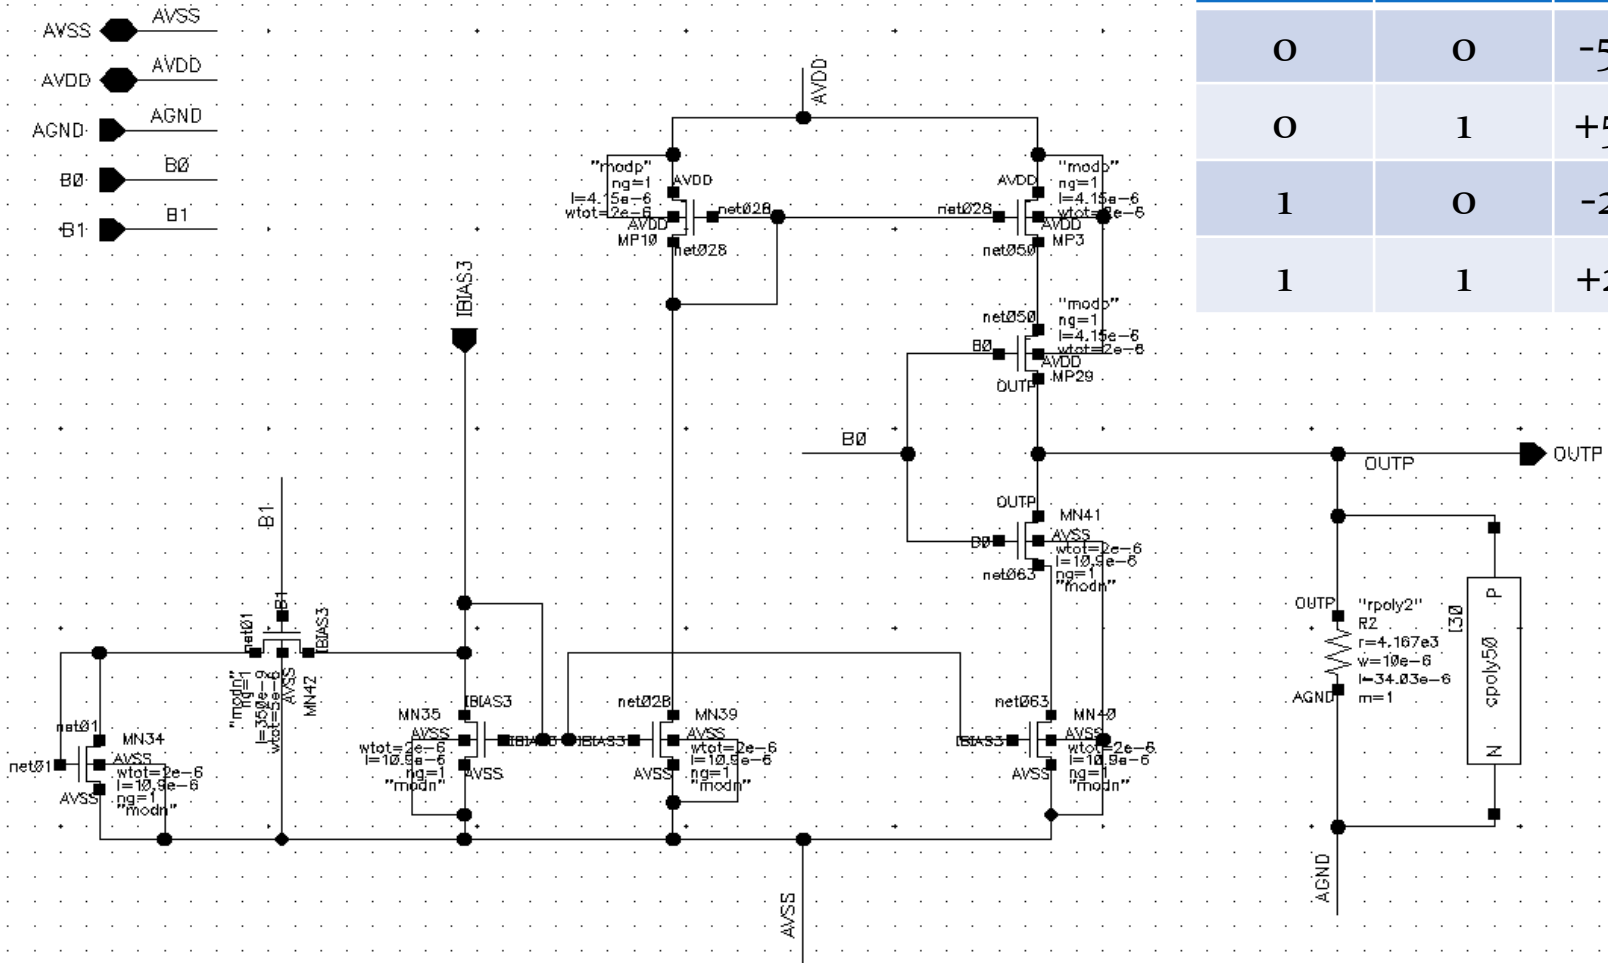 AVSS AVSS
AVDD AVDD
AGND AGND
B0 B0
B1 B1
0 0
0 1
1 0
1 1
AVDD
"modp"
ng=1
l=4.15e-6
wtot=2e-6
AVDD
AVDD
net028
MP10
net028
"modp"
ng=1
l=4.15e-6
wtot=2e-6
AVDD
AVDD
net028
MP3
net050
"modp"
ng=1
l=4.15e-6
wtot=2e-6
net050
B0
AVDD
MP29
OUTP
IBIAS3
B0
OUTP
OUTP
OUTP
MN41
AVSS
wtot=2e-6
l=10.9e-6
ng=1
"modn"
B0
net063
B1
B1
net01
IBIAS3
"modn"
ng=1
l=350e-9
wtot=5e-6
AVSS
MN42
net01
MN34
AVSS
wtot=2e-6
l=10.9e-6
ng=1
"modn"
net01
AVSS
IBIAS3
MN35
AVSS
wtot=2e-6
l=10.9e-6
ng=1
"modn"
AVSS
IBIAS3
net028
MN39
AVSS
wtot=2e-6
l=10.9e-6
ng=1
"modn"
AVSS
net063
MN40
IBIAS3
AVSS
wtot=2e-6
l=10.9e-6
ng=1
"modn"
AVSS
OUTP
"rpoly2"
R2
r=4.167e3
w=10e-6
l=34.03e-6
m=1
AGND
I30
P
cpoly50
N
AGND
AVSS